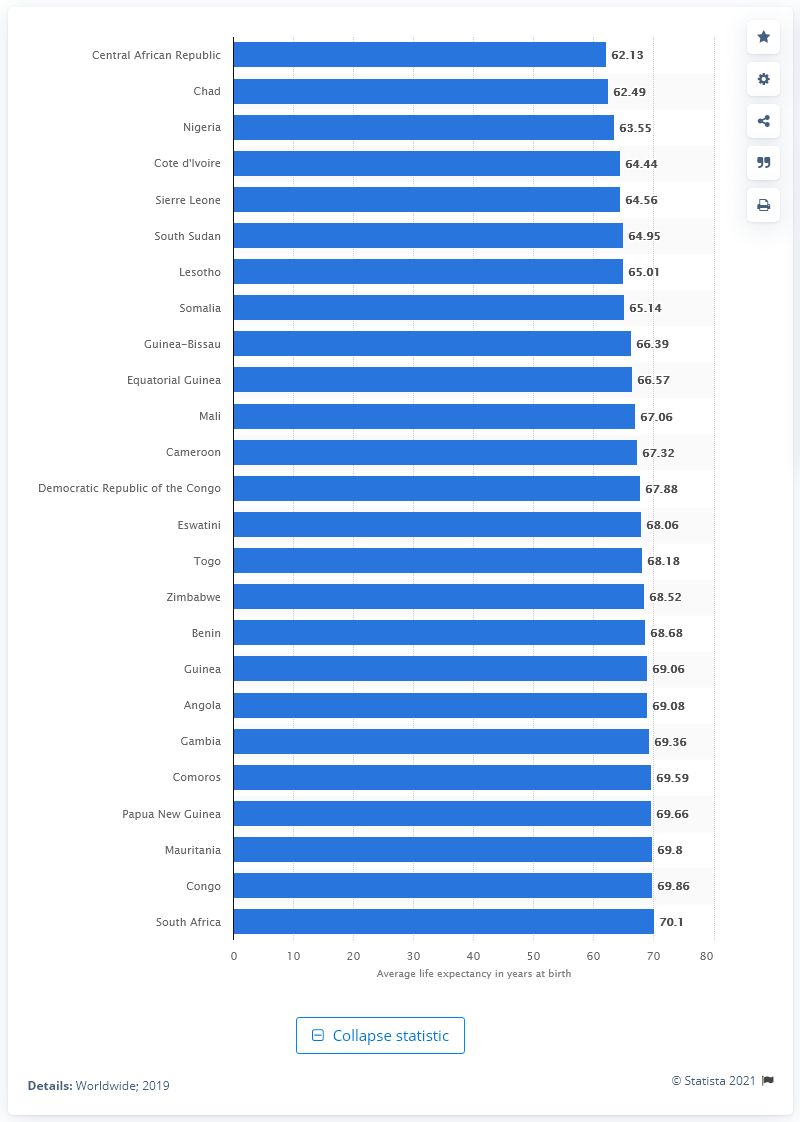 Central African Republic 62.13
Chad 62.49
Nigeria 63.55
Cote d'Ivoire 64.44
Sierre Leone 64.56
South Sudan 64.95
Lesotho 65.01
Somalia 65.14
Guinea-Bissau 66.39
Equatorial Guinea 66.57
Mali 67.06
Cameroon 67.32
Democratic Republic of the Congo 67.88
Eswatini 68.06
Togo 68.18
Zimbabwe 68.52
Benin 68.68
Guinea 69.06
Angola 69.08
Gambia 69.36
Comoros 69.59
Papua New Guinea 69.66
Mauritania 69.8
Congo 69.86
South Africa 70.1
0 10 20 30 40 50 60 70 80
Average life expectancy in years at birth
Collapse statistic
Details: Worldwide; 2019
© Statista 2021